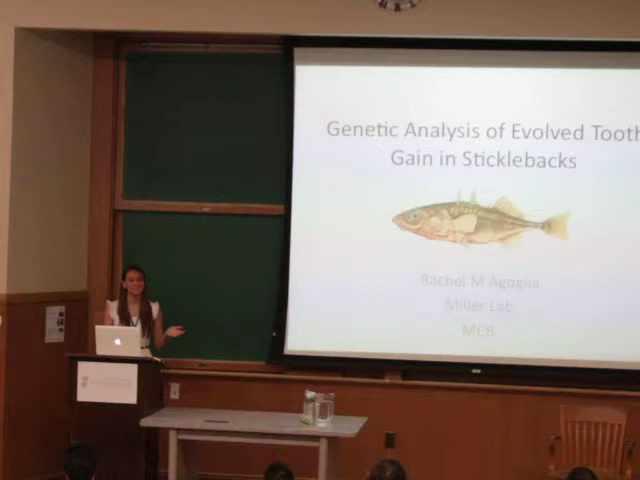 Genetic Analysis of Evolved Tooth
Gain in Sticklebacks
Rachel M Agoglia
Miller Lab
MCB